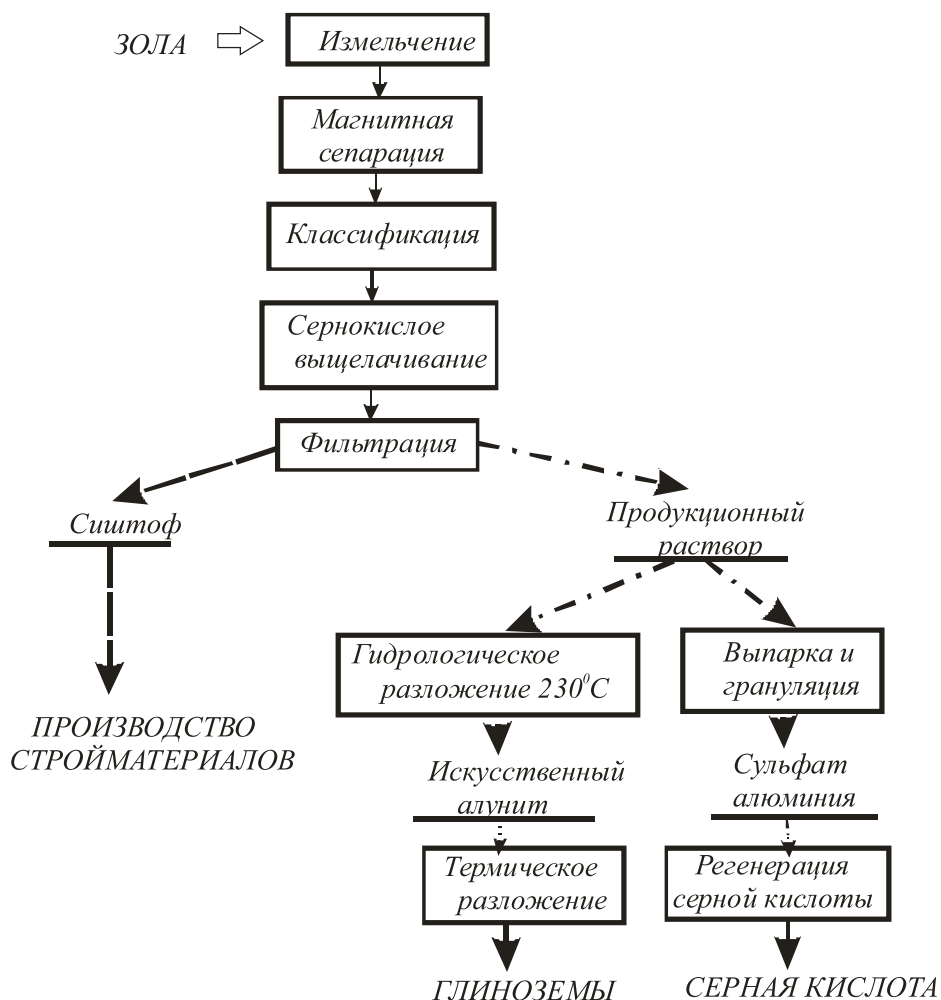 ЗОЛА
Измельчение
Магнитная
сепарация
Классификация
Сернокислое
выщелачивание
Фильтрация
Сиштоф
Продукционный
раствор
Гидрологическое
разложение 230⁰С
Выпарка и
грануляция
ПРОИЗВОДСТВО
СТРОЙМАТЕРИАЛОВ
Искусственный
алунит
Сульфат
алюминия
Термическое
разложение
Регенерация
серной кислоты
ГЛИНОЗЕМЫ
СЕРНАЯ КИСЛОТА